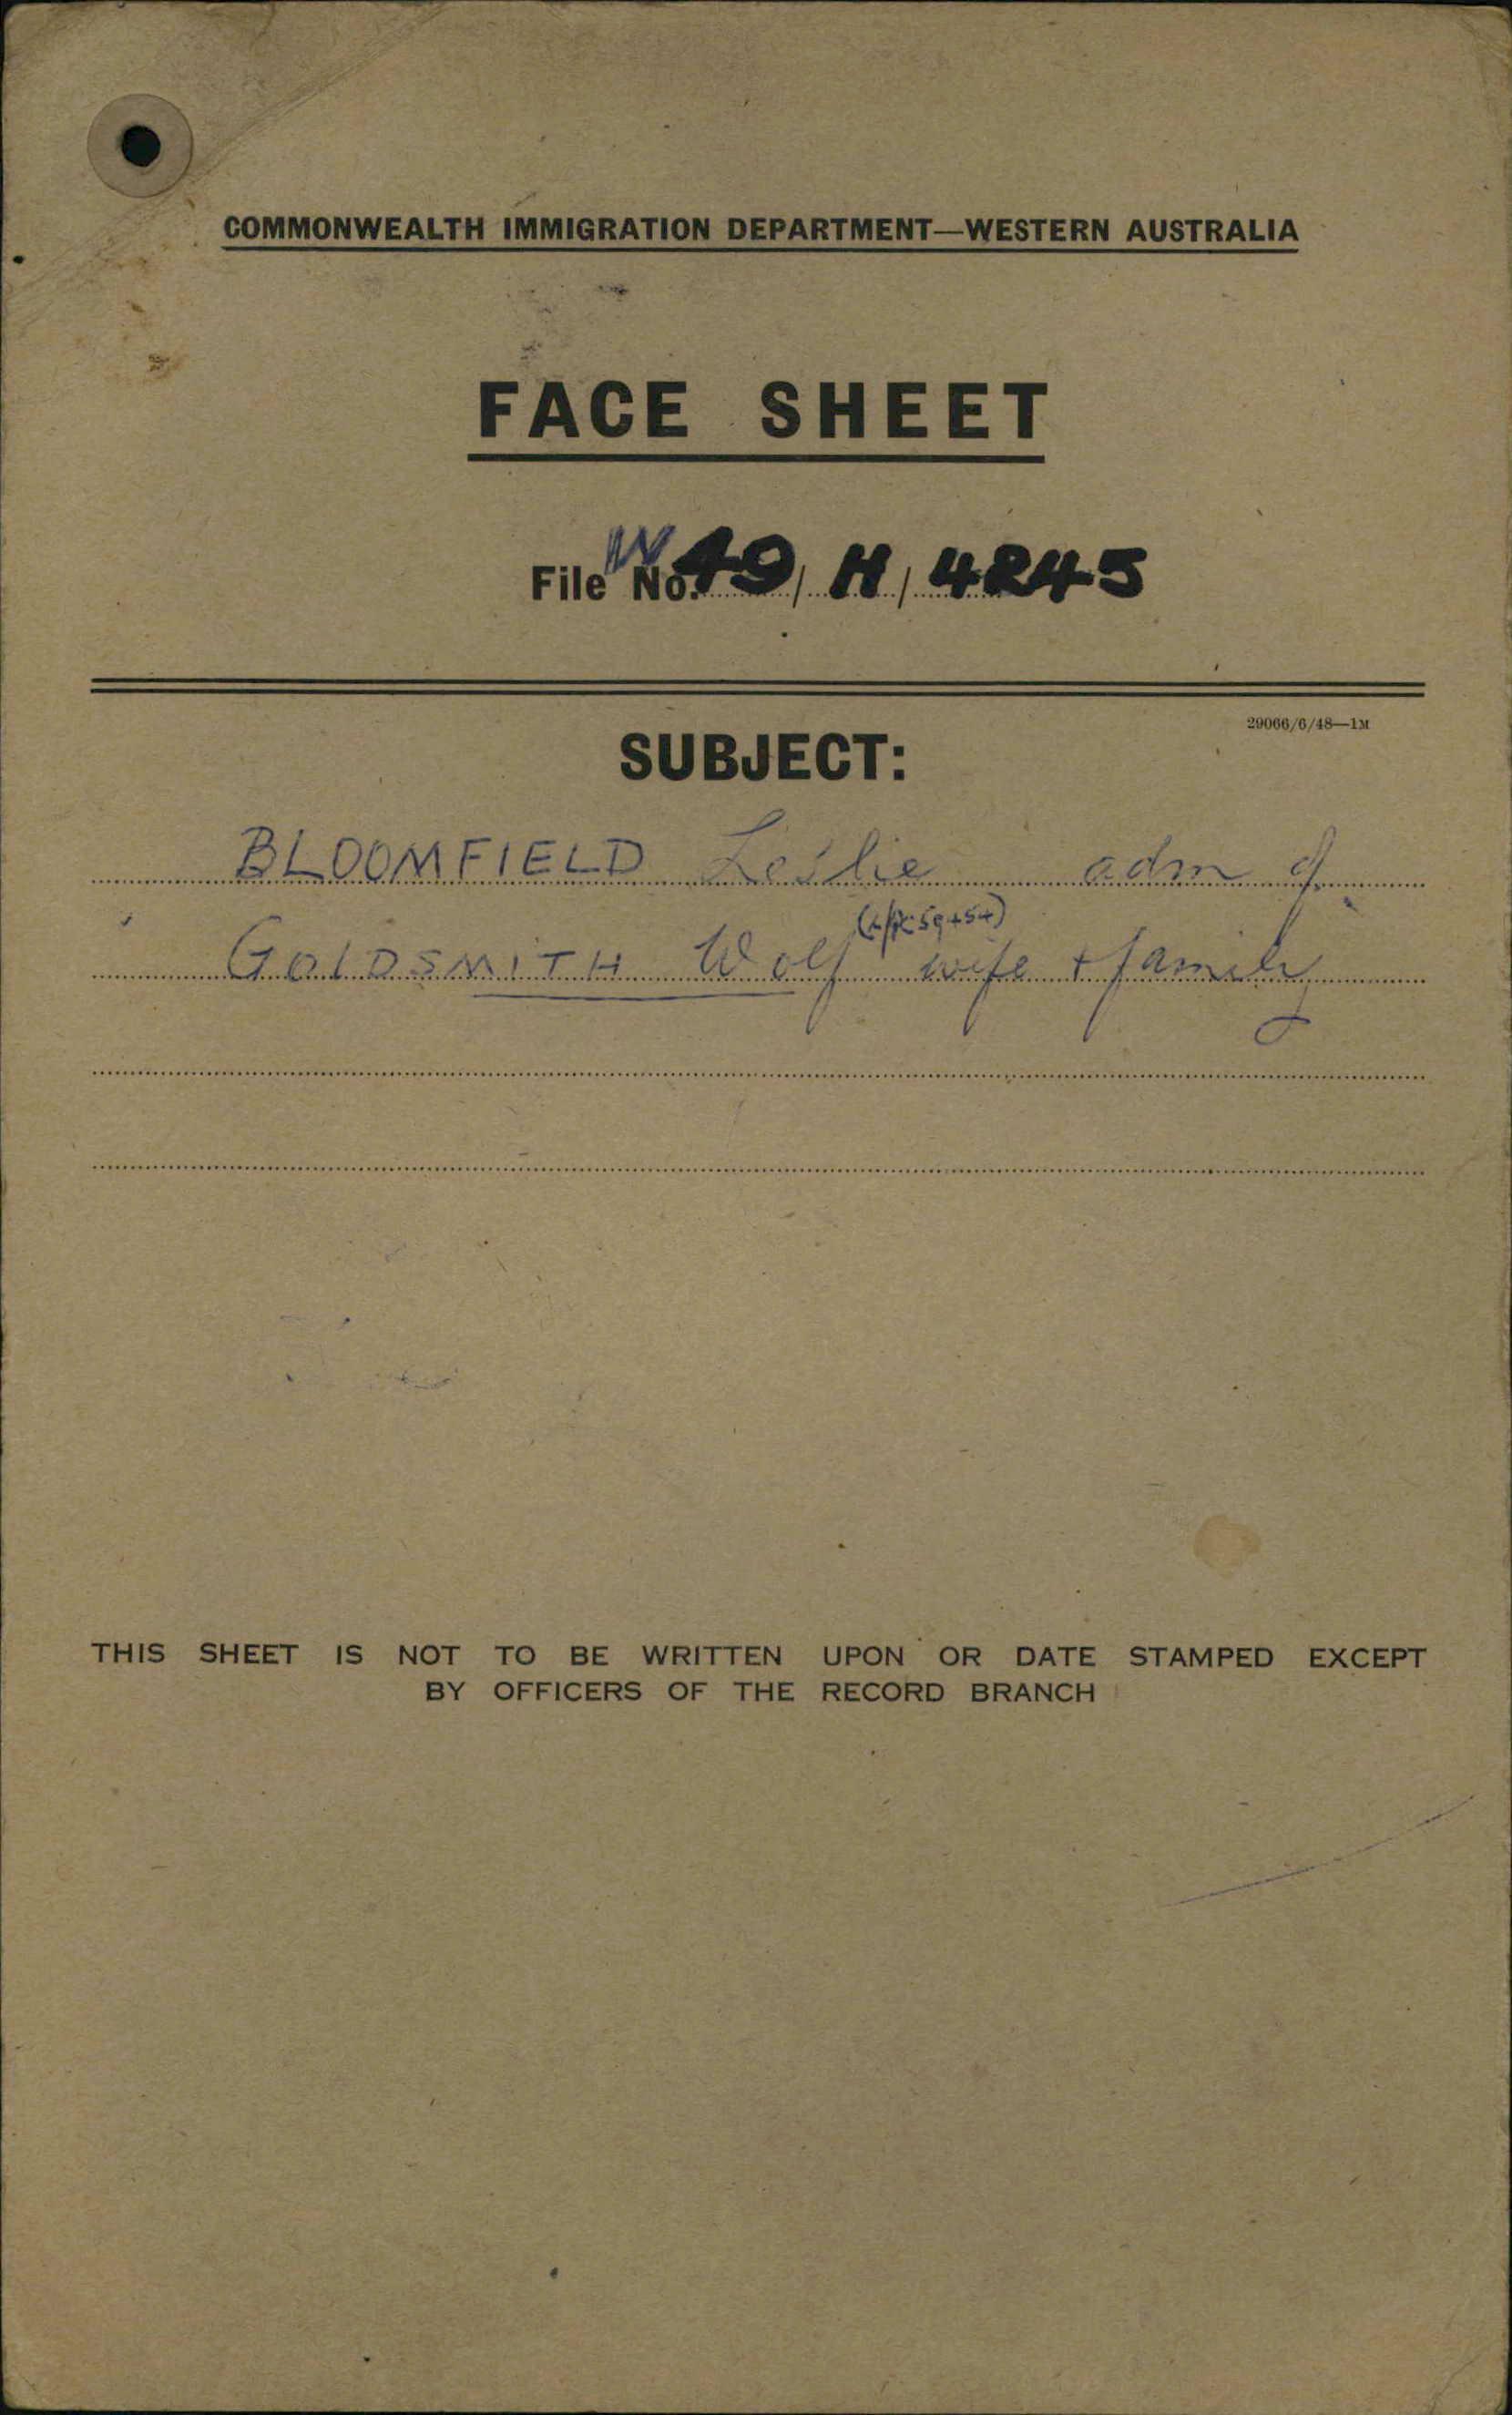 COMMONWEALTH IMMIGRATION DEPARTMENT—WESTERN AUSTRALIA
FACE SHEET
File No. W49/H/4245
29066/6/48—1M
SUBJECT:
BLOOMFIELD Leslie adm of
GOLDSMITH Wolf wife + family
THIS SHEET IS NOT TO BE WRITTEN UPON OR DATE STAMPED EXCEPT
BY OFFICERS OF THE RECORD BRANCH